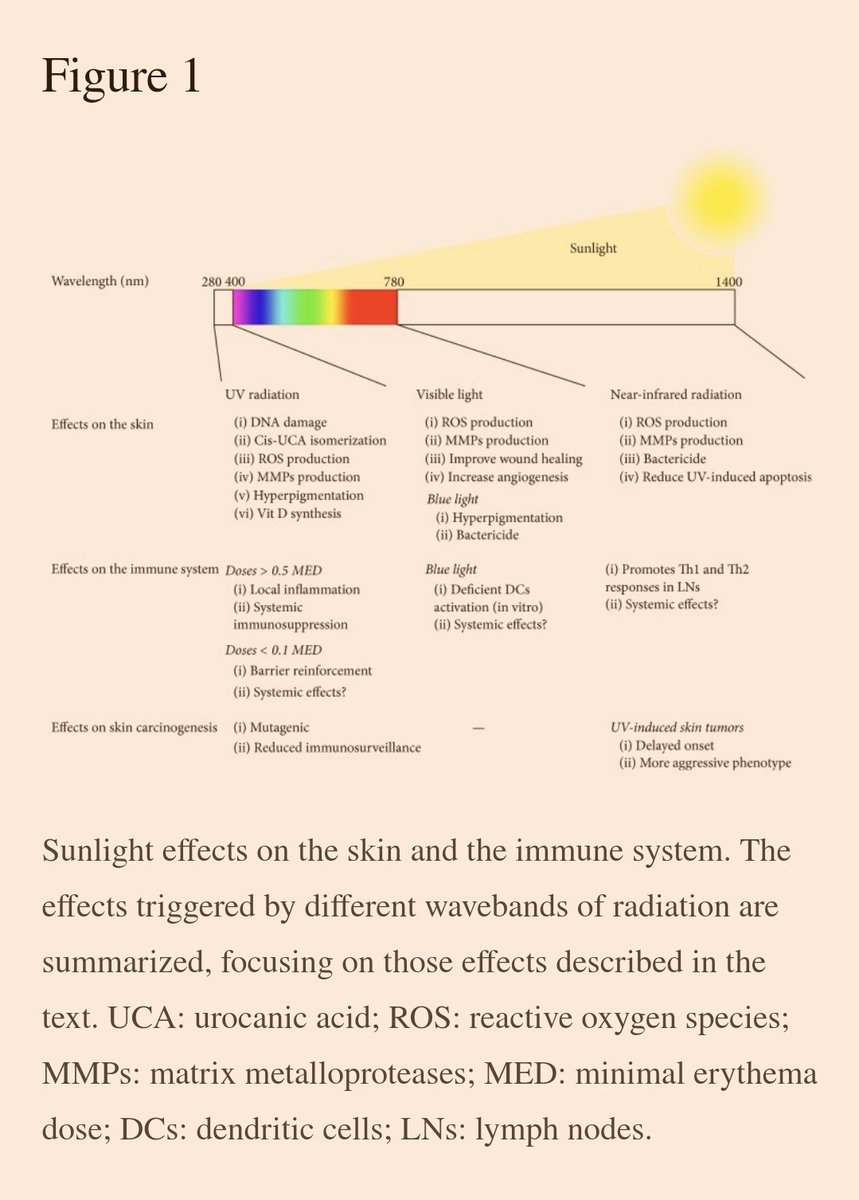 Figure 1
Sunlight
Wavelength (nm)
280 400
780
1400
UV radiation
Visible light
Near-infrared radiation
Effects on the skin
(i) DNA damage
(ii) Cis-UCA isomerization
(iii) ROS production
(iv) MMPs production
(v) Hyperpigmentation
(vi) Vit D synthesis
(i) ROS production
(ii) MMPs production
(iii) Improve wound healing
(iv) Increase angiogenesis
Blue light
(i) Hyperpigmentation
(ii) Bactericide
(i) ROS production
(ii) MMPs production
(iii) Bactericide
(iv) Reduce UV-induced apoptosis
Effects on the immune system
Doses > 0.5 MED
(i) Local inflammation
(ii) Systemic
immunosuppression
Doses < 0.1 MED
(i) Barrier reinforcement
(ii) Systemic effects?
Blue light
(i) Deficient DCs
activation (in vitro)
(ii) Systemic effects?
(i) Promotes Th1 and Th2
responses in LNs
(ii) Systemic effects?
Effects on skin carcinogenesis
(i) Mutagenic
(ii) Reduced immunosurveillance
—
UV-induced skin tumors
(i) Delayed onset
(ii) More aggressive phenotype
Sunlight effects on the skin and the immune system. The
effects triggered by different wavebands of radiation are
summarized, focusing on those effects described in the
text. UCA: urocanic acid; ROS: reactive oxygen species;
MMPs: matrix metalloproteases; MED: minimal erythema
dose; DCs: dendritic cells; LNs: lymph nodes.